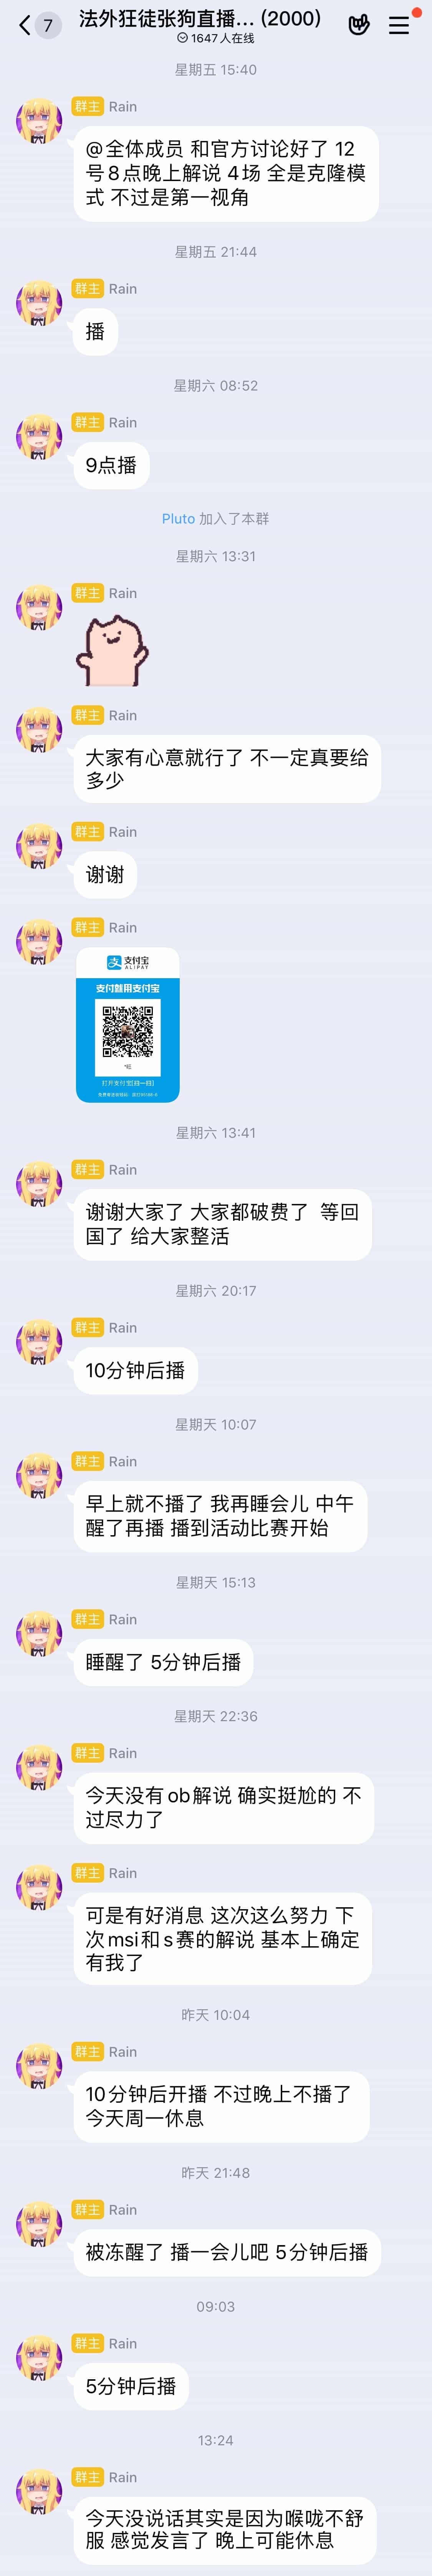 7
法外狂徒张狗直播... (2000)
1647人在线
星期五 15:40
群主 Rain
@全体成员 和官方讨论好了 12
号8点晚上解说 4场 全是克隆模
式 不过是第一视角
星期五 21:44
群主 Rain
播
星期六 08:52
群主 Rain
9点播
Pluto 加入了本群
星期六 13:31
群主 Rain
群主 Rain
大家有心意就行了 不一定真要给
多少
群主 Rain
谢谢
群主 Rain
支付宝
ALIPAY
支付就用支付宝
打开支付宝[扫一扫]
星期六 13:41
群主 Rain
谢谢大家了 大家都破费了 等回
国了 给大家整活
星期六 20:17
群主 Rain
10分钟后播
星期天 10:07
群主 Rain
早上就不播了 我再睡会儿 中午
醒了再播 播到活动比赛开始
星期天 15:13
群主 Rain
睡醒了 5分钟后播
星期天 22:36
群主 Rain
今天没有ob解说 确实挺尬的 不
过尽力了
群主 Rain
可是有好消息 这次这么努力 下
次msi和s赛的解说 基本上确定
有我了
昨天 10:04
群主 Rain
10分钟后开播 不过晚上不播了
今天周一休息
昨天 21:48
群主 Rain
被冻醒了 播一会儿吧 5分钟后播
09:03
群主 Rain
5分钟后播
13:24
群主 Rain
今天没说话其实是因为喉咙不舒
服 感觉发言了 晚上可能休息